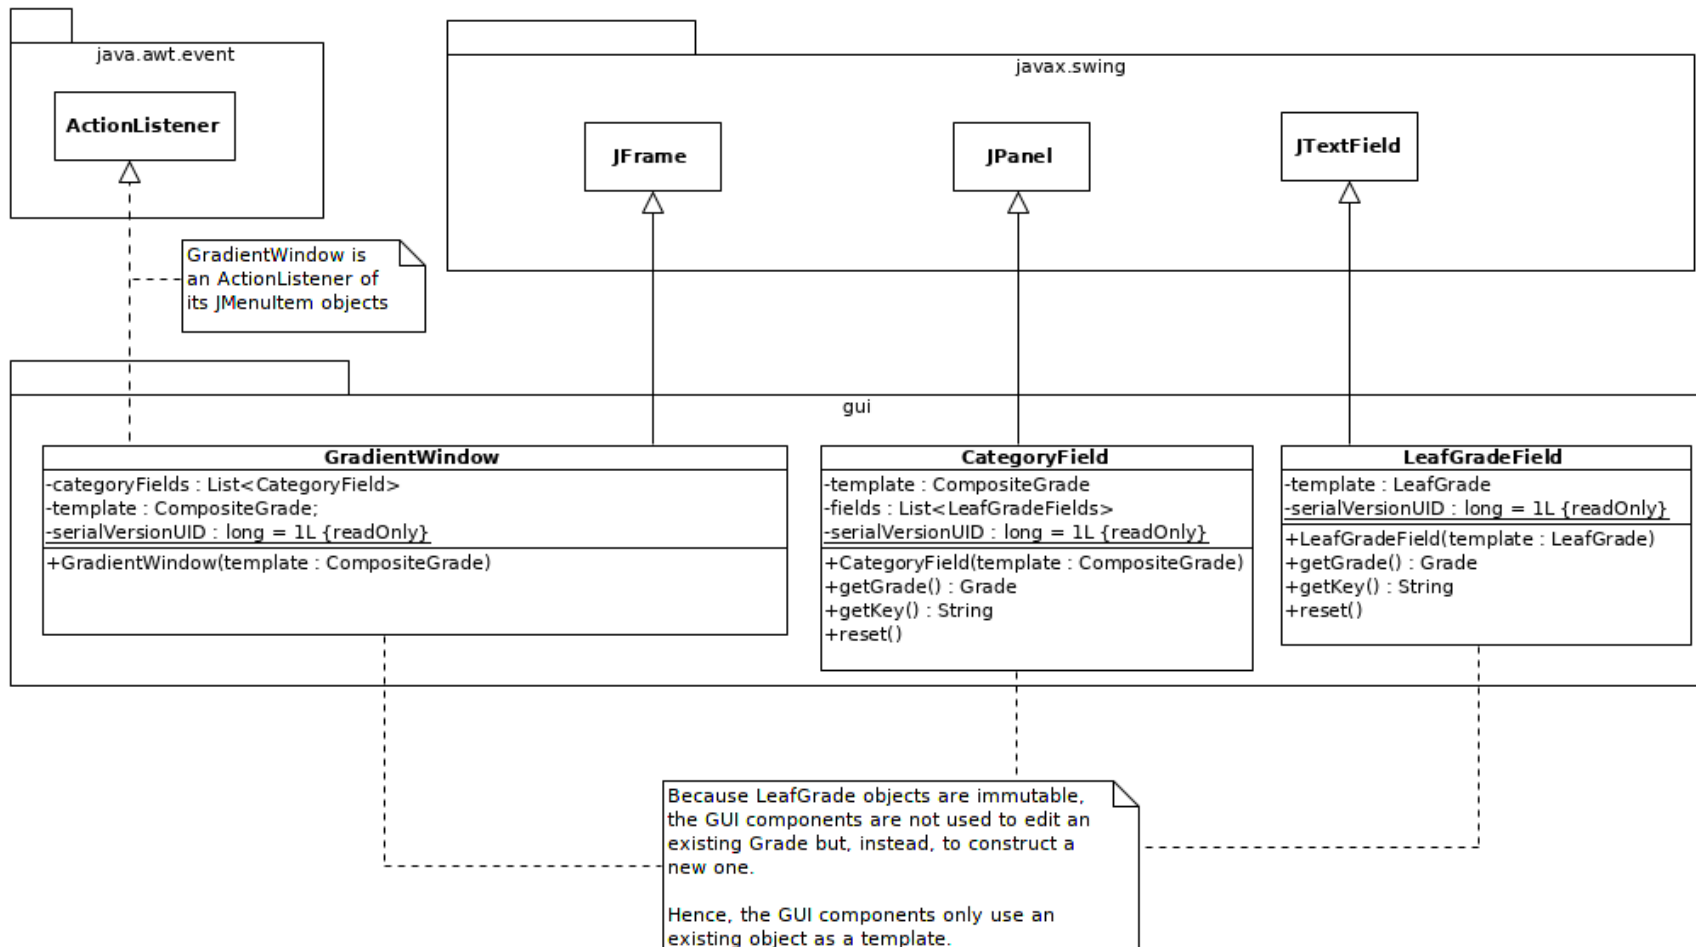 java.awt.event
ActionListener
javax.swing
JFrame
JPanel
JTextField
GradientWindow is
an ActionListener of
its JMenuItem objects
gui
GradientWindow
-categoryFields : List<CategoryField>
-template : CompositeGrade;
-serialVersionUID : long = 1L {readOnly}
+GradientWindow(template : CompositeGrade)
CategoryField
-template : CompositeGrade
-fields : List<LeafGradeFields>
-serialVersionUID : long = 1L {readOnly}
+CategoryField(template : CompositeGrade)
+getGrade() : Grade
+getKey() : String
+reset()
LeafGradeField
-template : LeafGrade
-serialVersionUID : long = 1L {readOnly}
+LeafGradeField(template : LeafGrade)
+getGrade() : Grade
+getKey() : String
+reset()
Because LeafGrade objects are immutable,
the GUI components are not used to edit an
existing Grade but, instead, to construct a
new one.
Hence, the GUI components only use an
existing object as a template.